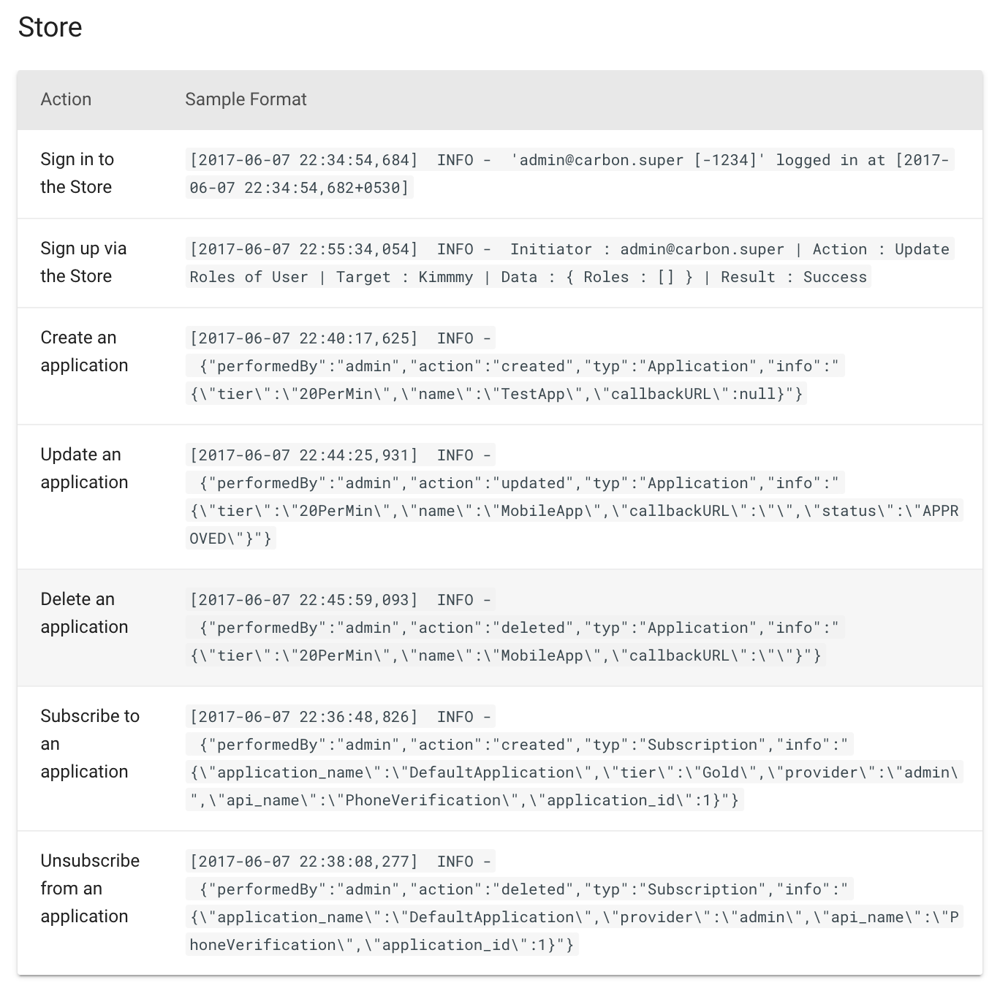 Store
Action Sample Format
Sign in to
the Store
[2017-06-07 22:34:54,684]  INFO -  'admin@carbon.super [-1234]' logged in at [2017-
06-07 22:34:54,682+0530]
Sign up via
the Store
[2017-06-07 22:55:34,054]  INFO -  Initiator : admin@carbon.super | Action : Update
Roles of User | Target : Kimmmy | Data : { Roles : [] } | Result : Success
Create an
application
[2017-06-07 22:40:17,625]  INFO -
{"performedBy":"admin","action":"created","typ":"Application","info":"
{\"tier\":\"20PerMin\",\"name\":\"TestApp\",\"callbackURL\":null}"}
Update an
application
[2017-06-07 22:44:25,931]  INFO -
{"performedBy":"admin","action":"updated","typ":"Application","info":"
{\"tier\":\"20PerMin\",\"name\":\"MobileApp\",\"callbackURL\":\"\",\"status\":\"APPR
OVED\"}"}
Delete an
application
[2017-06-07 22:45:59,093]  INFO -
{"performedBy":"admin","action":"deleted","typ":"Application","info":"
{\"tier\":\"20PerMin\",\"name\":\"MobileApp\",\"callbackURL\":\"\"}"}
Subscribe to
an
application
[2017-06-07 22:36:48,826]  INFO -
{"performedBy":"admin","action":"created","typ":"Subscription","info":"
{\"application_name\":\"DefaultApplication\",\"tier\":\"Gold\",\"provider\":\"admin\
",\"api_name\":\"PhoneVerification\",\"application_id\":1}"}
Unsubscribe
from an
application
[2017-06-07 22:38:08,277]  INFO -
{"performedBy":"admin","action":"deleted","typ":"Subscription","info":"
{\"application_name\":\"DefaultApplication\",\"provider\":\"admin\",\"api_name\":\"P
honeVerification\",\"application_id\":1}"}